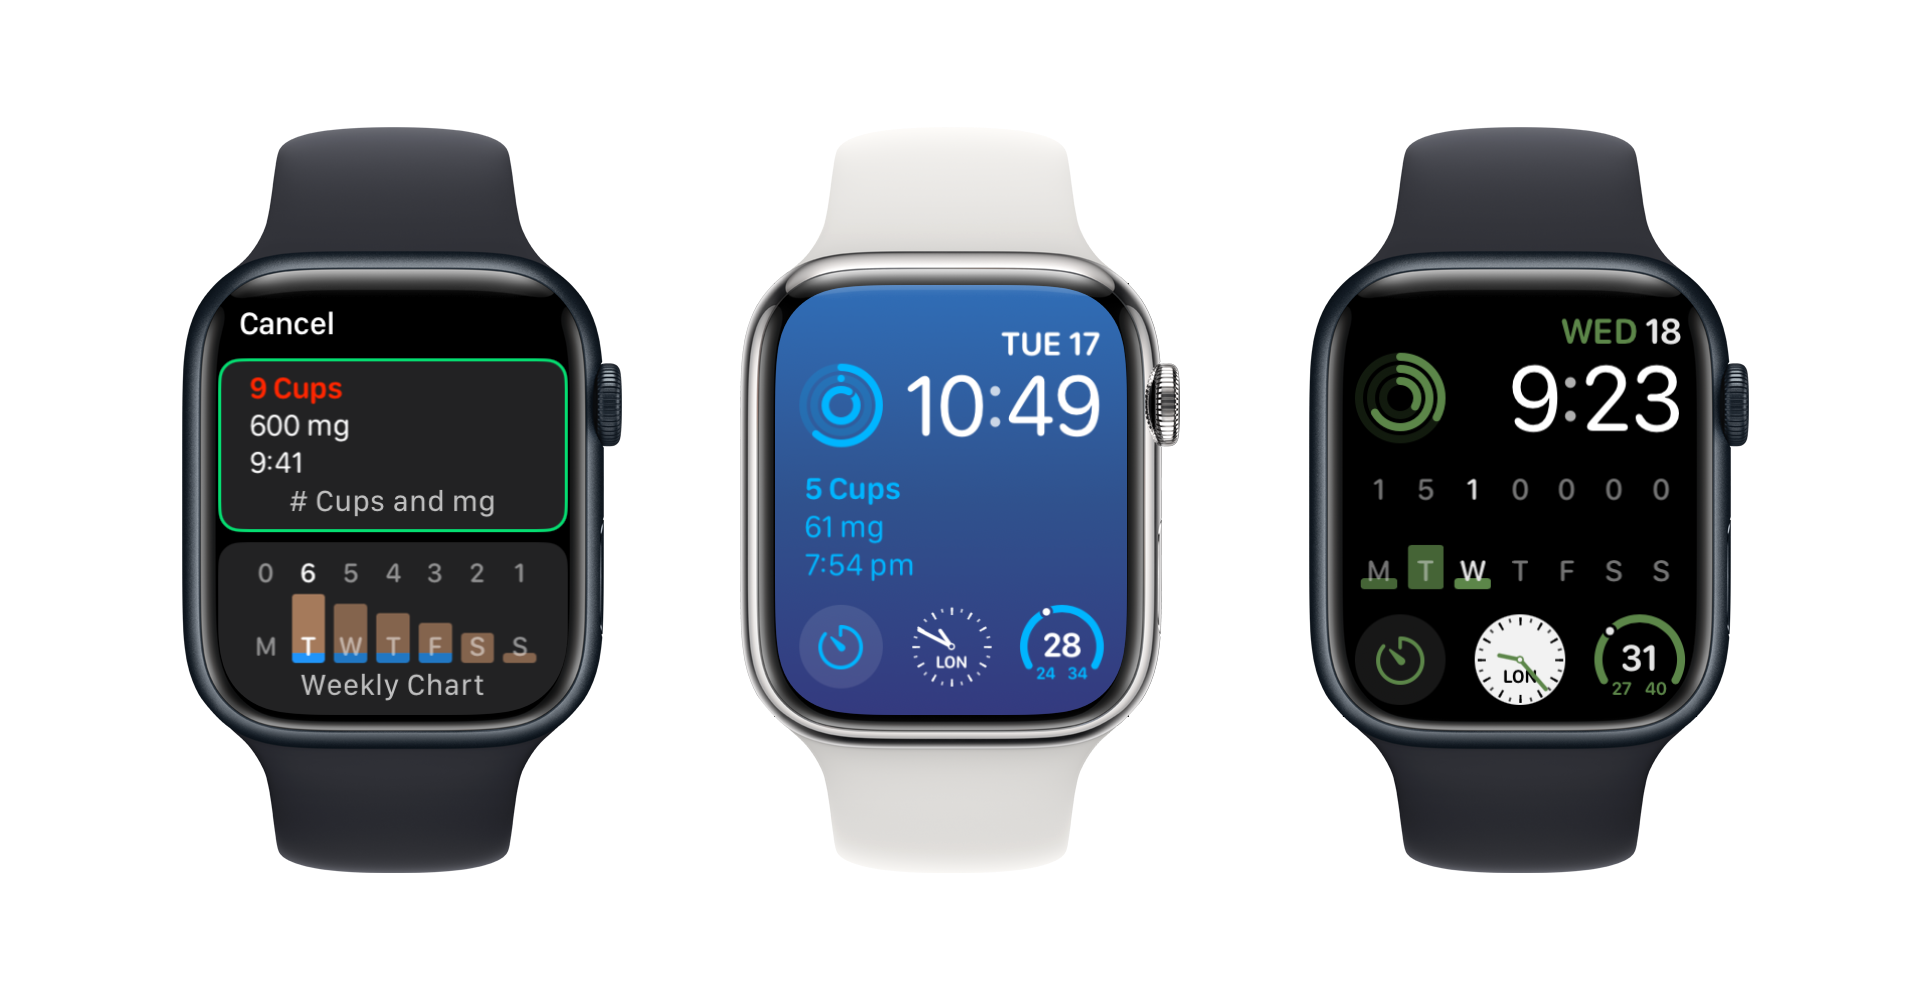 Cancel
9 Cups
600 mg
9:41
# Cups and mg
0 6 5 4 3 2 1
M T W T F S S
Weekly Chart
TUE 17
10:49
5 Cups
61 mg
7:54 pm
LON
28
24 34
WED 18
9:23
1 5 1 0 0 0 0
M T W T F S S
LON
31
27 40